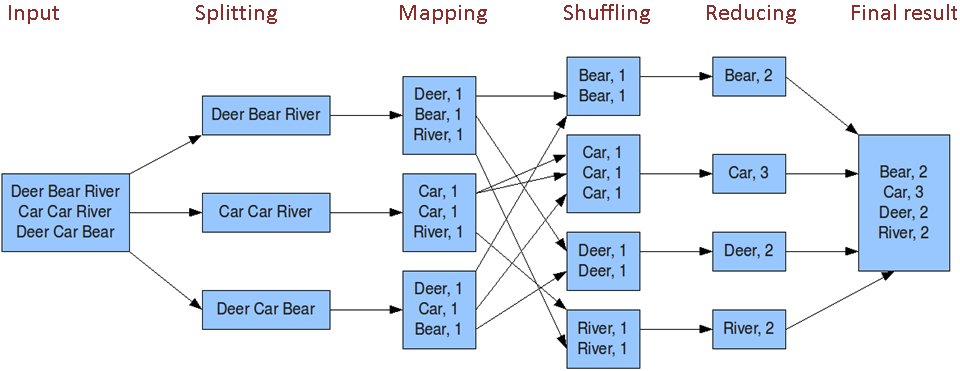 Input
Splitting
Mapping
Shuffling
Reducing
Final result
Deer Bear River
Car Car River
Deer Car Bear
Deer Bear River
Car Car River
Deer Car Bear
Deer, 1
Bear, 1
River, 1
Car, 1
Car, 1
River, 1
Deer, 1
Car, 1
Bear, 1
Bear, 1
Bear, 1
Car, 1
Car, 1
Car, 1
Deer, 1
Deer, 1
River, 1
River, 1
Bear, 2
Car, 3
Deer, 2
River, 2
Bear, 2
Car, 3
Deer, 2
River, 2